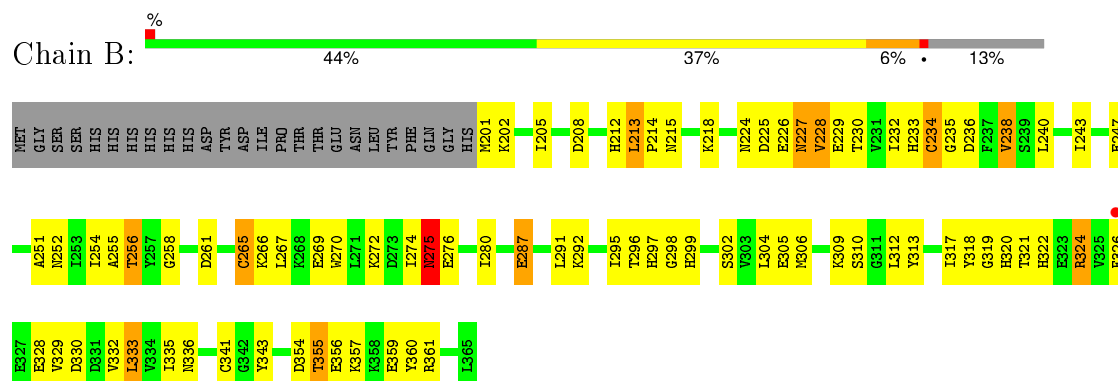 Chain B:
%
44% 37% 6% • 13%
MET GLY SER SER HIS HIS HIS HIS HIS HIS ASP TYR ASP ILE PRO THR THR GLU ASN LEU TYR PHE GLN GLY HIS M201 K202 I205 D208 H212 L213 P214 N215 K218 N224 D225 E226 N227 V228 E229 T230 V231 I232 H233 C234 G235 D236 F237 V238 S239 L240 I243
A251 N252 I253 I254 A255 T256 Y257 G258 D261 C265 K266 L267 K268 E269 W270 L271 K272 D273 I274 N275 E276 I280 E287 L291 K292 I295 T296 H297 G298 H299 S302 V303 L304 E305 M306 K309 S310 G311 L312 Y313 I317 Y318 G319 H320 T321 H322 E323 R324 V325
E327 E328 V329 D330 D331 V332 L333 V334 I335 N336 C341 G342 Y343 D354 T355 E356 K357 K358 E359 Y360 R361 L365